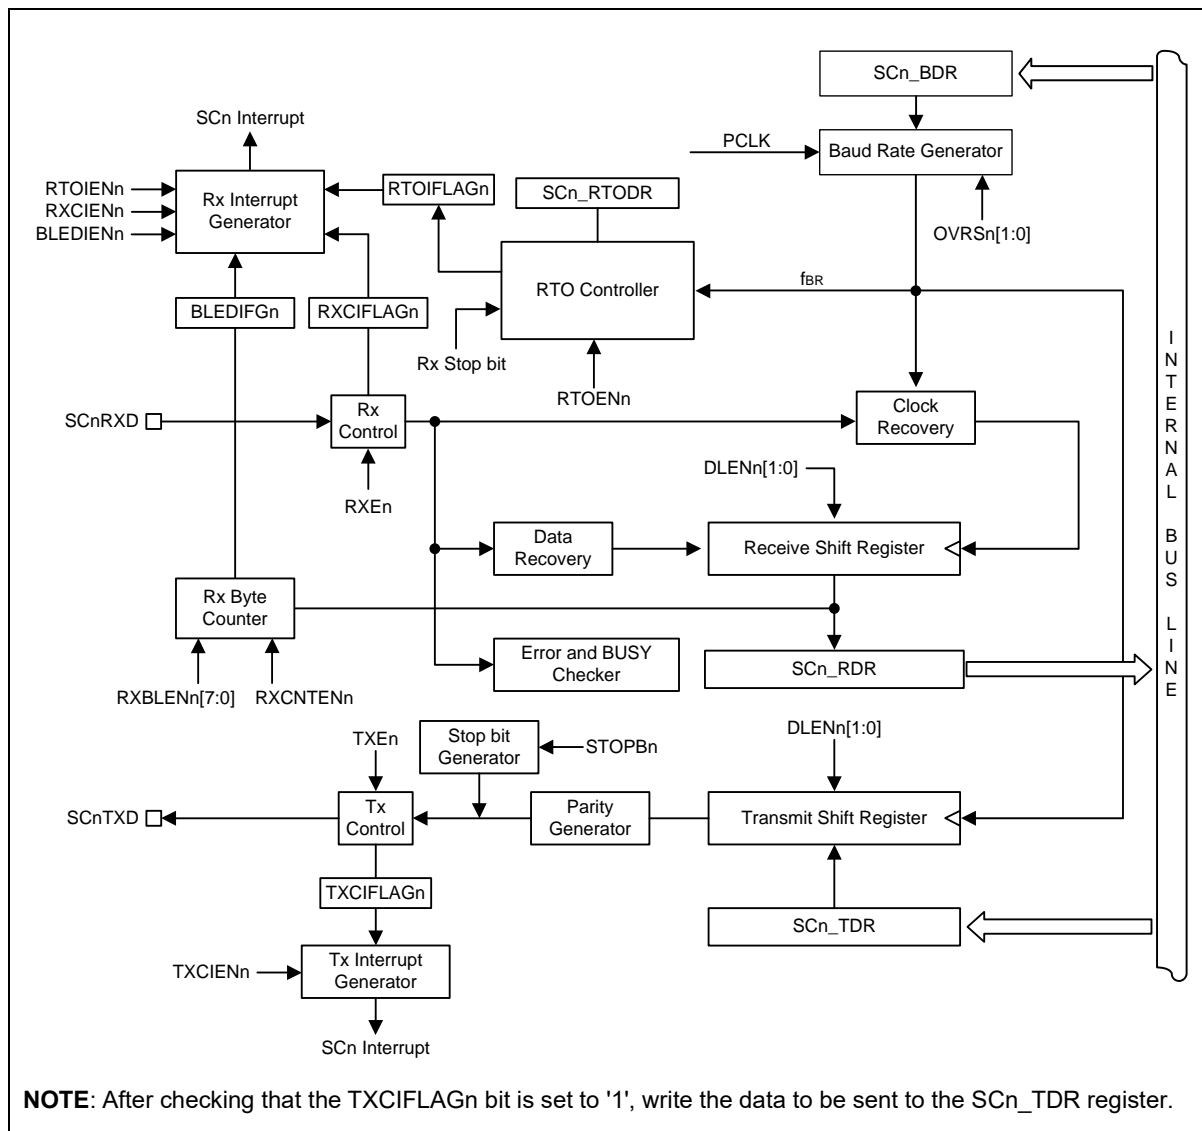 SCn_BDR
SCn Interrupt
PCLK
Baud Rate Generator
RTOIENn
RXCIENn
BLEDIENn
Rx Interrupt
Generator
RTOIFLAGn
SCn_RTODR
OVRSn[1:0]
RTO Controller
fBR
BLEDIFGn
RXCIFLAGn
Rx Stop bit
RTOENn
SCnRXD
Rx
Control
Clock
Recovery
RXEn
DLENn[1:0]
Data
Recovery
Receive Shift Register
Rx Byte
Counter
Error and BUSY
Checker
SCn_RDR
RXBLENn[7:0]
RXCNTENn
TXEn
Stop bit
Generator
STOPBn
DLENn[1:0]
SCnTXD
Tx
Control
Parity
Generator
Transmit Shift Register
TXCIFLAGn
SCn_TDR
TXCIENn
Tx Interrupt
Generator
SCn Interrupt
INTERNAL BUS LINE
NOTE: After checking that the TXCIFLAGn bit is set to '1', write the data to be sent to the SCn_TDR register.